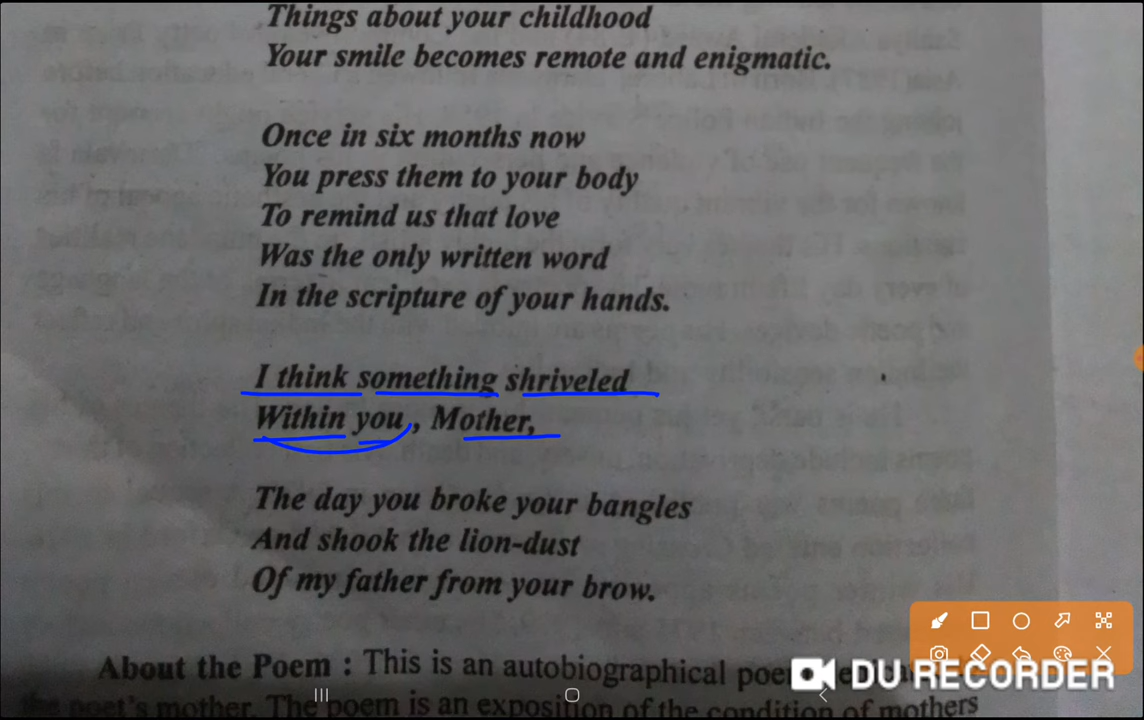 Things about your childhood
Your smile becomes remote and enigmatic.
Once in six months now
You press them to your body
To remind us that love
Was the only written word
In the scripture of your hands.
I think something shriveled
Within you, Mother,
The day you broke your bangles
And shook the lion-dust
Of my father from your brow.
About the Poem : This is an autobiographical
the poet's mother. The poem is an exposition of the condition of mothers
DU RECORDER